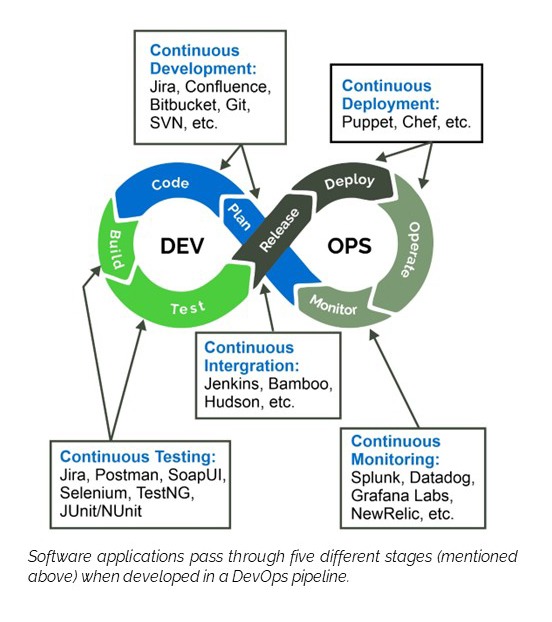 Continuous
Development:
Jira, Confluence,
Bitbucket, Git,
SVN, etc.
Continuous
Deployment:
Puppet, Chef, etc.
Code
Plan
Build
Test
DEV
Release
Deploy
OPS
Operate
Monitor
Continuous
Intergration:
Jenkins, Bamboo,
Hudson, etc.
Continuous Testing:
Jira, Postman, SoapUI,
Selenium, TestNG,
JUnit/NUnit
Continuous
Monitoring:
Splunk, Datadog,
Grafana Labs,
NewRelic, etc.
Software applications pass through five different stages (mentioned
above) when developed in a DevOps pipeline.